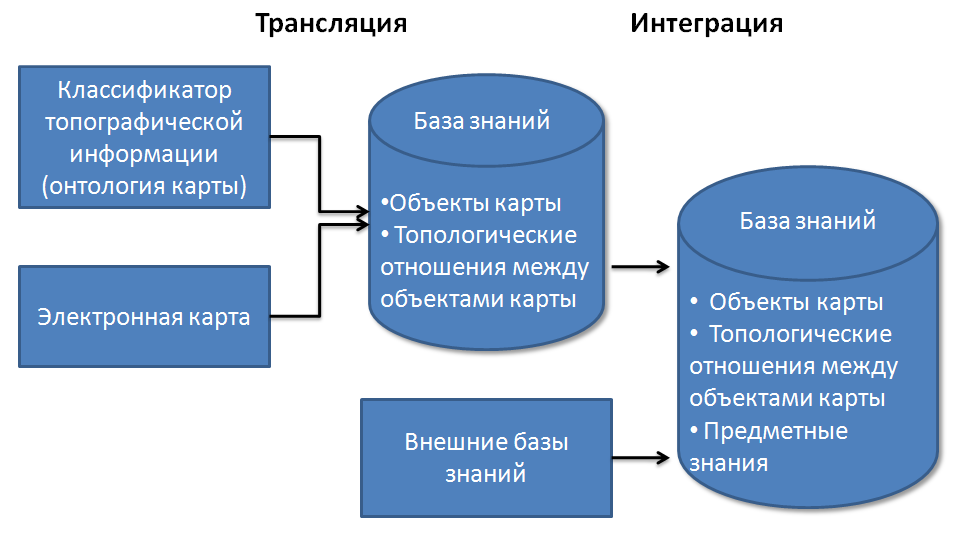 Трансляция
Интеграция
Классификатор
топографической
информации
(онтология карты)
Электронная карта
База знаний
•Объекты карты
• Топологические
отношения между
объектами карты
Внешние базы
знаний
База знаний
• Объекты карты
• Топологические
отношения между
объектами карты
• Предметные
знания